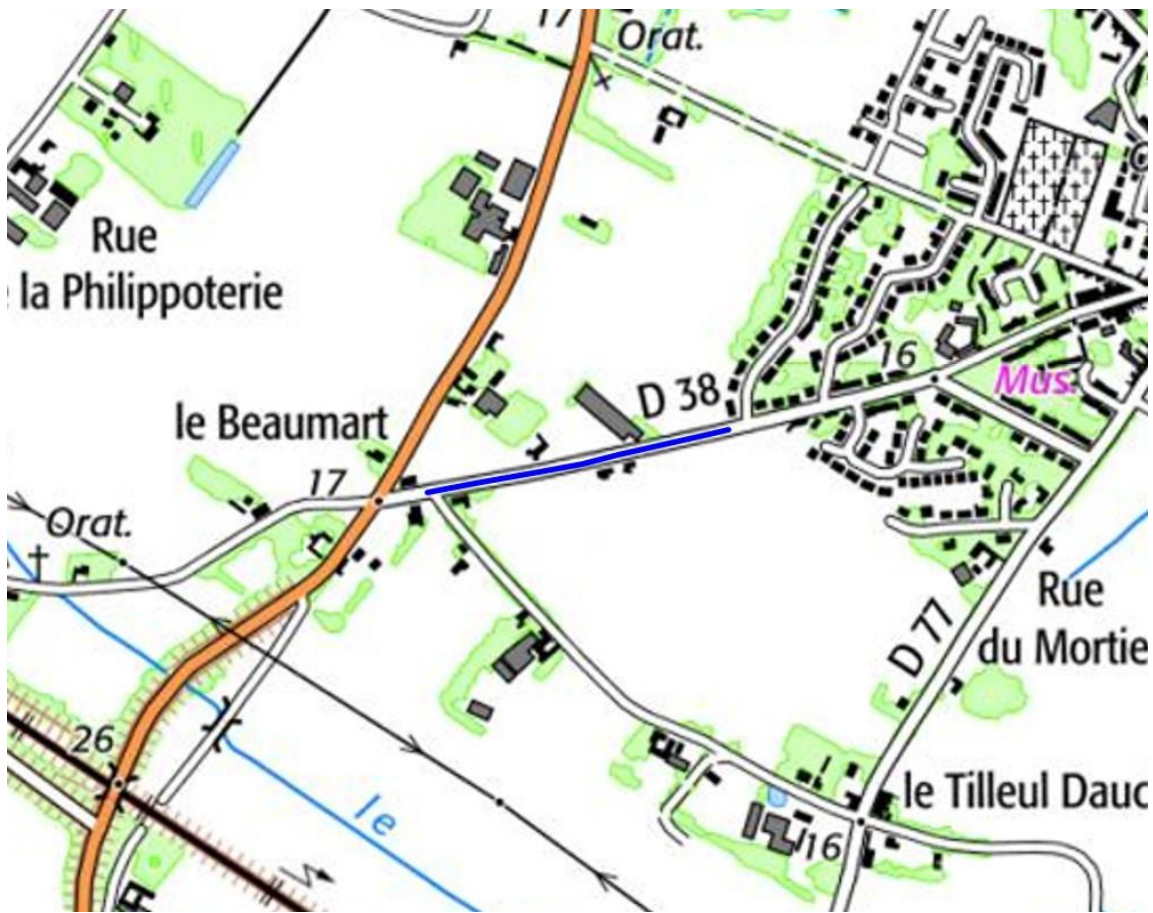 17
Orat.
Rue
la Philippoterie
D 38
16
Mus.
le Beaumart
17
Orat.
Rue
du Mortie
D 77
26
le
le Tilleul Dauc
16